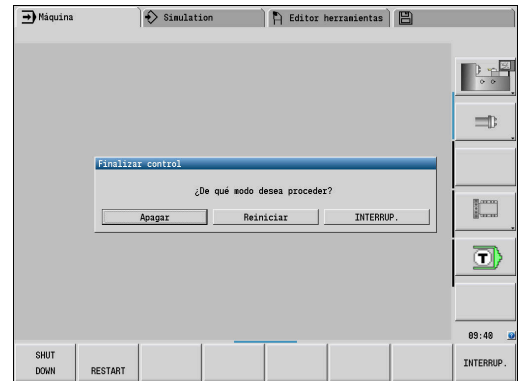 Máquina
Simulation
Editor herramientas
Finalizar control
¿De qué modo desea proceder?
Apagar
Reiniciar
INTERRUP.
T
09:40
SHUT
DOWN
RESTART
INTERRUP.